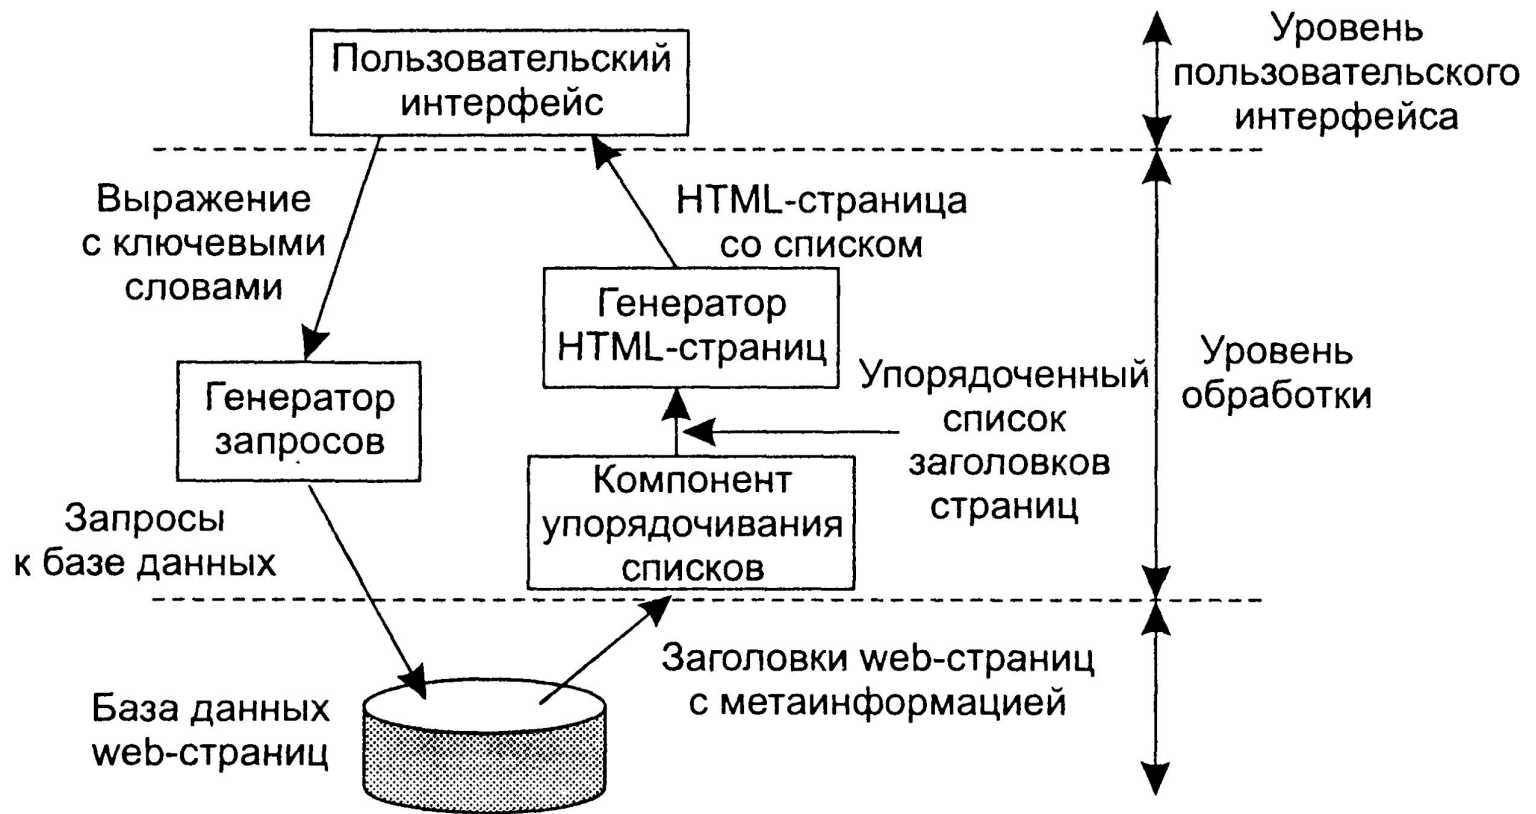 Пользовательский
интерфейс
Уровень
пользовательского
интерфейса
Выражение
с ключевыми
словами
HTML-страница
со списком
Генератор
HTML-страниц
Генератор
запросов
Упорядоченный
список
заголовков
страниц
Уровень
обработки
Компонент
упорядочивания
списков
Запросы
к базе данных
Заголовки web-страниц
с метаинформацией
База данных
web-страниц